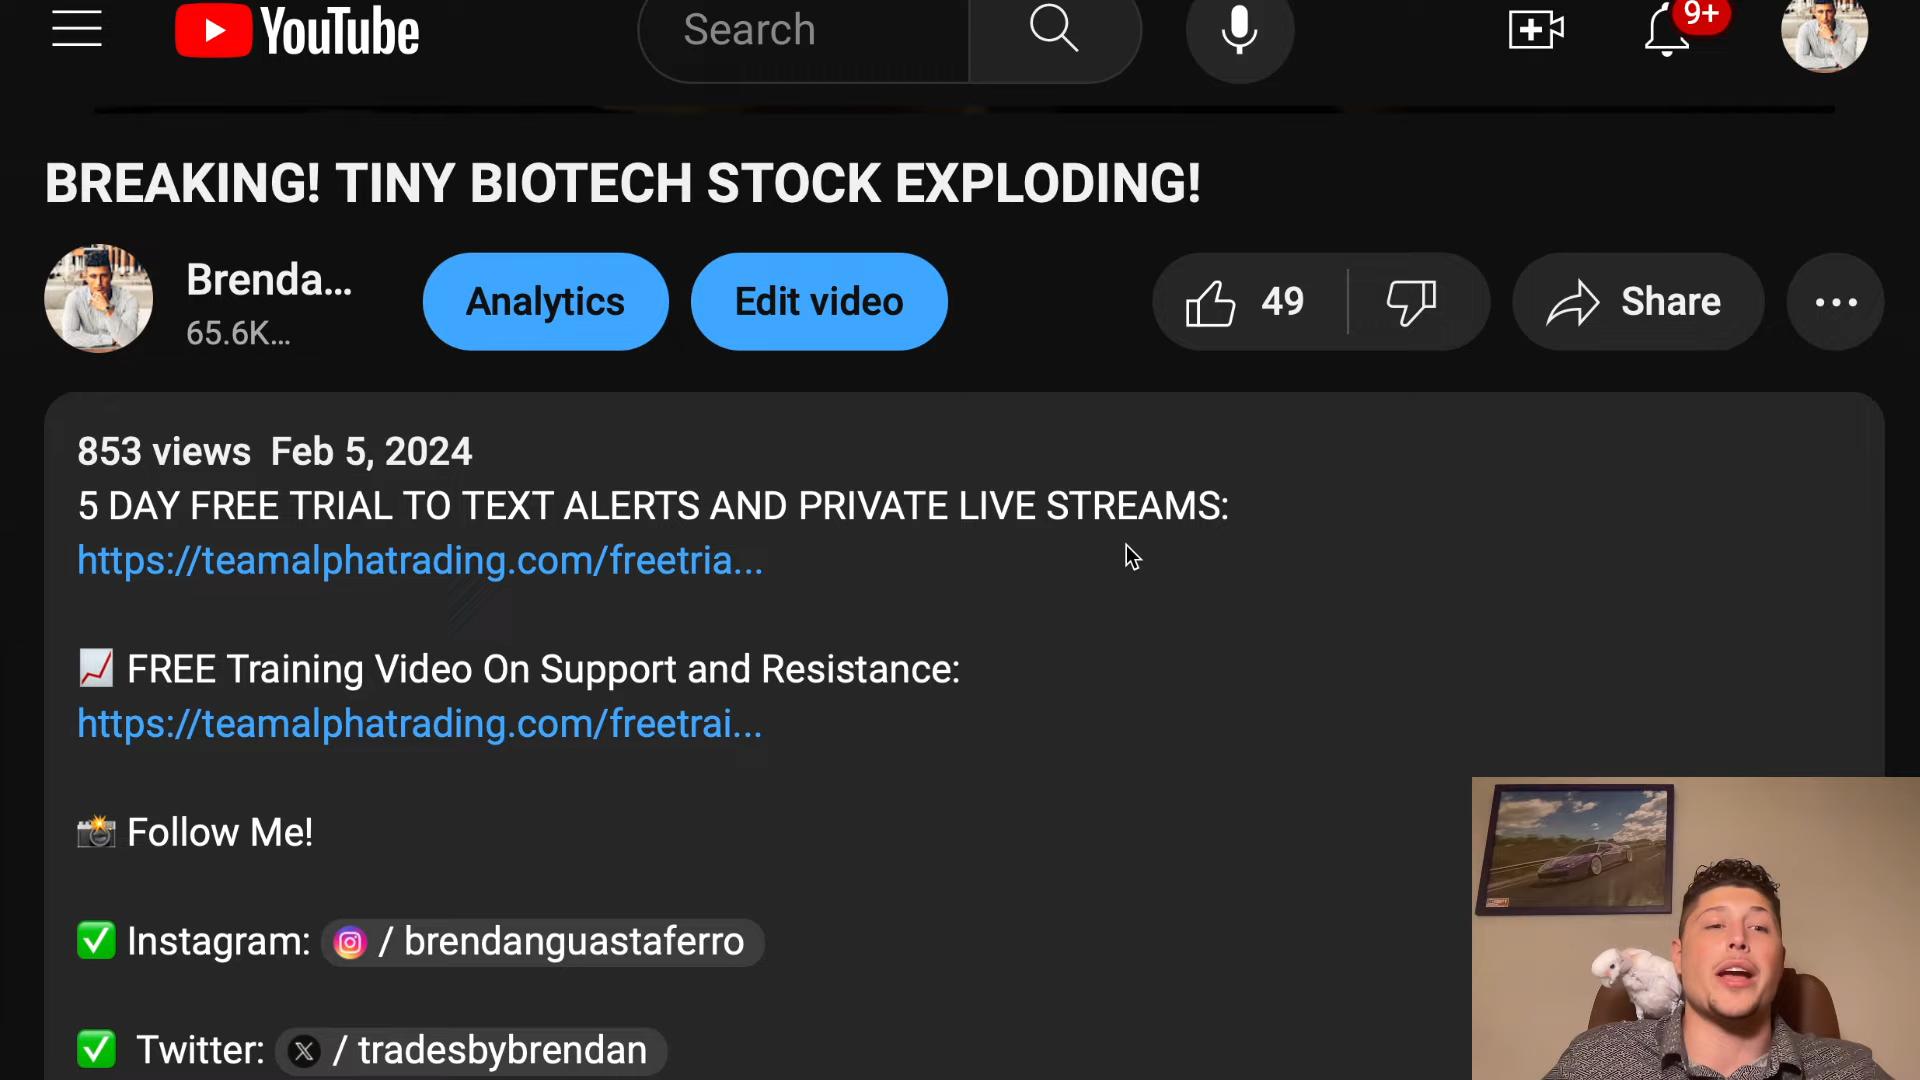 YouTube
Search
9+
BREAKING! TINY BIOTECH STOCK EXPLODING!
Brenda...
65.6K...
Analytics
Edit video
49
Share
853 views Feb 5, 2024
5 DAY FREE TRIAL TO TEXT ALERTS AND PRIVATE LIVE STREAMS:
https://teamalphatrading.com/freetria...
FREE Training Video On Support and Resistance:
https://teamalphatrading.com/freetrai...
Follow Me!
Instagram: / brendanguastaferro
Twitter: X / tradesbybrendan